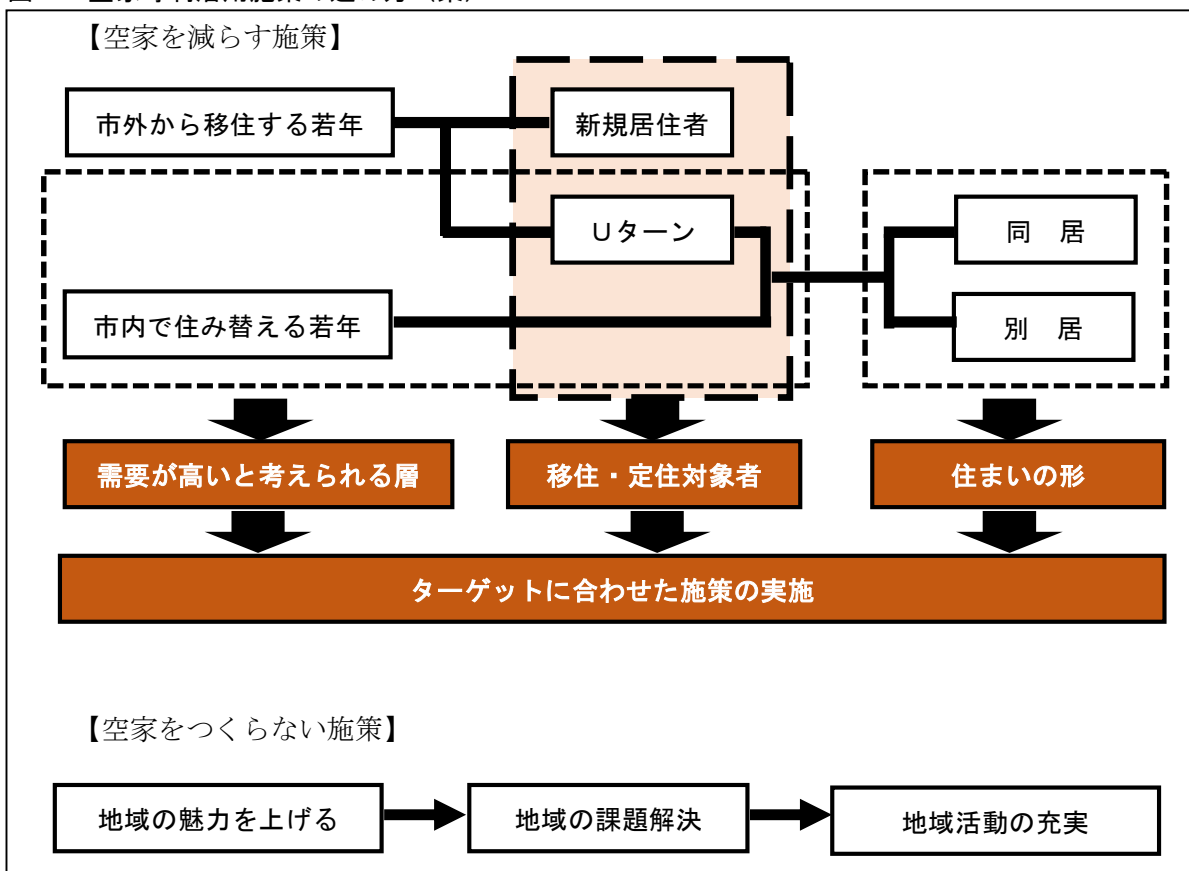 【空家を減らす施策】
市外から移住する若年
新規居住者
Uターン
同 居
市内で住み替える若年
別 居
需要が高いと考えられる層
移住・定住対象者
住まいの形
ターゲットに合わせた施策の実施
【空家をつくらない施策】
地域の魅力を上げる
地域の課題解決
地域活動の充実